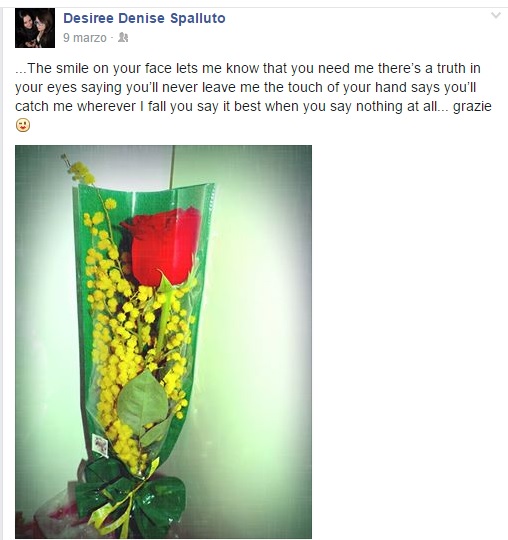 Desiree Denise Spalluto
9 marzo ·
...The smile on your face lets me know that you need me there's a truth in
your eyes saying you'll never leave me the touch of your hand says you'll
catch me wherever I fall you say it best when you say nothing at all... grazie